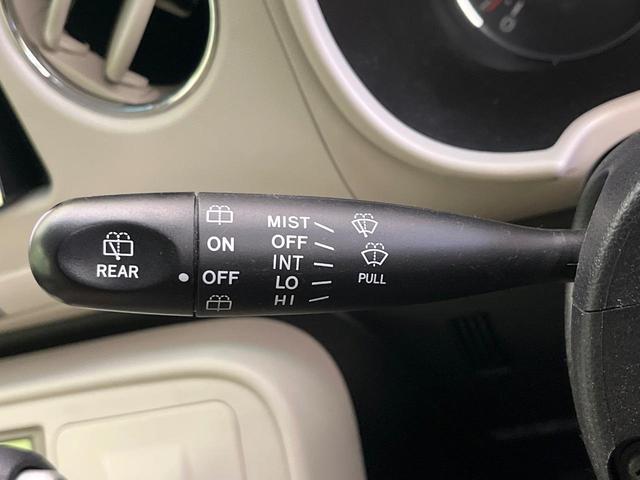 REAR
ON
OFF
MIST
OFF
INT
LO
HI
PULL